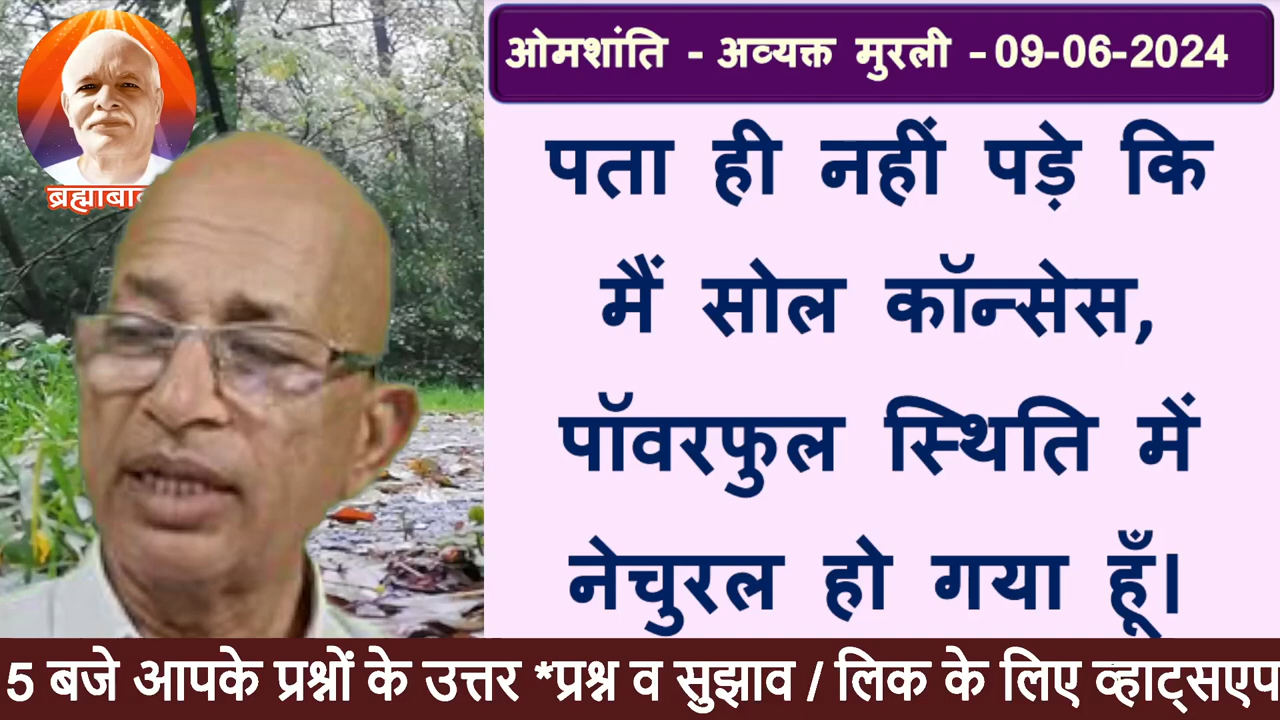 ओमशांति - अव्यक्त मुरली - 09-06-2024
पता ही नहीं पड़े कि
मैं सोल कॉन्सेस,
पॉवरफुल स्थिति में
नेचुरल हो गया हूँ।
5 बजे आपके प्रश्नों के उत्तर *प्रश्न व सुझाव / लिक के लिए व्हाट्सएप